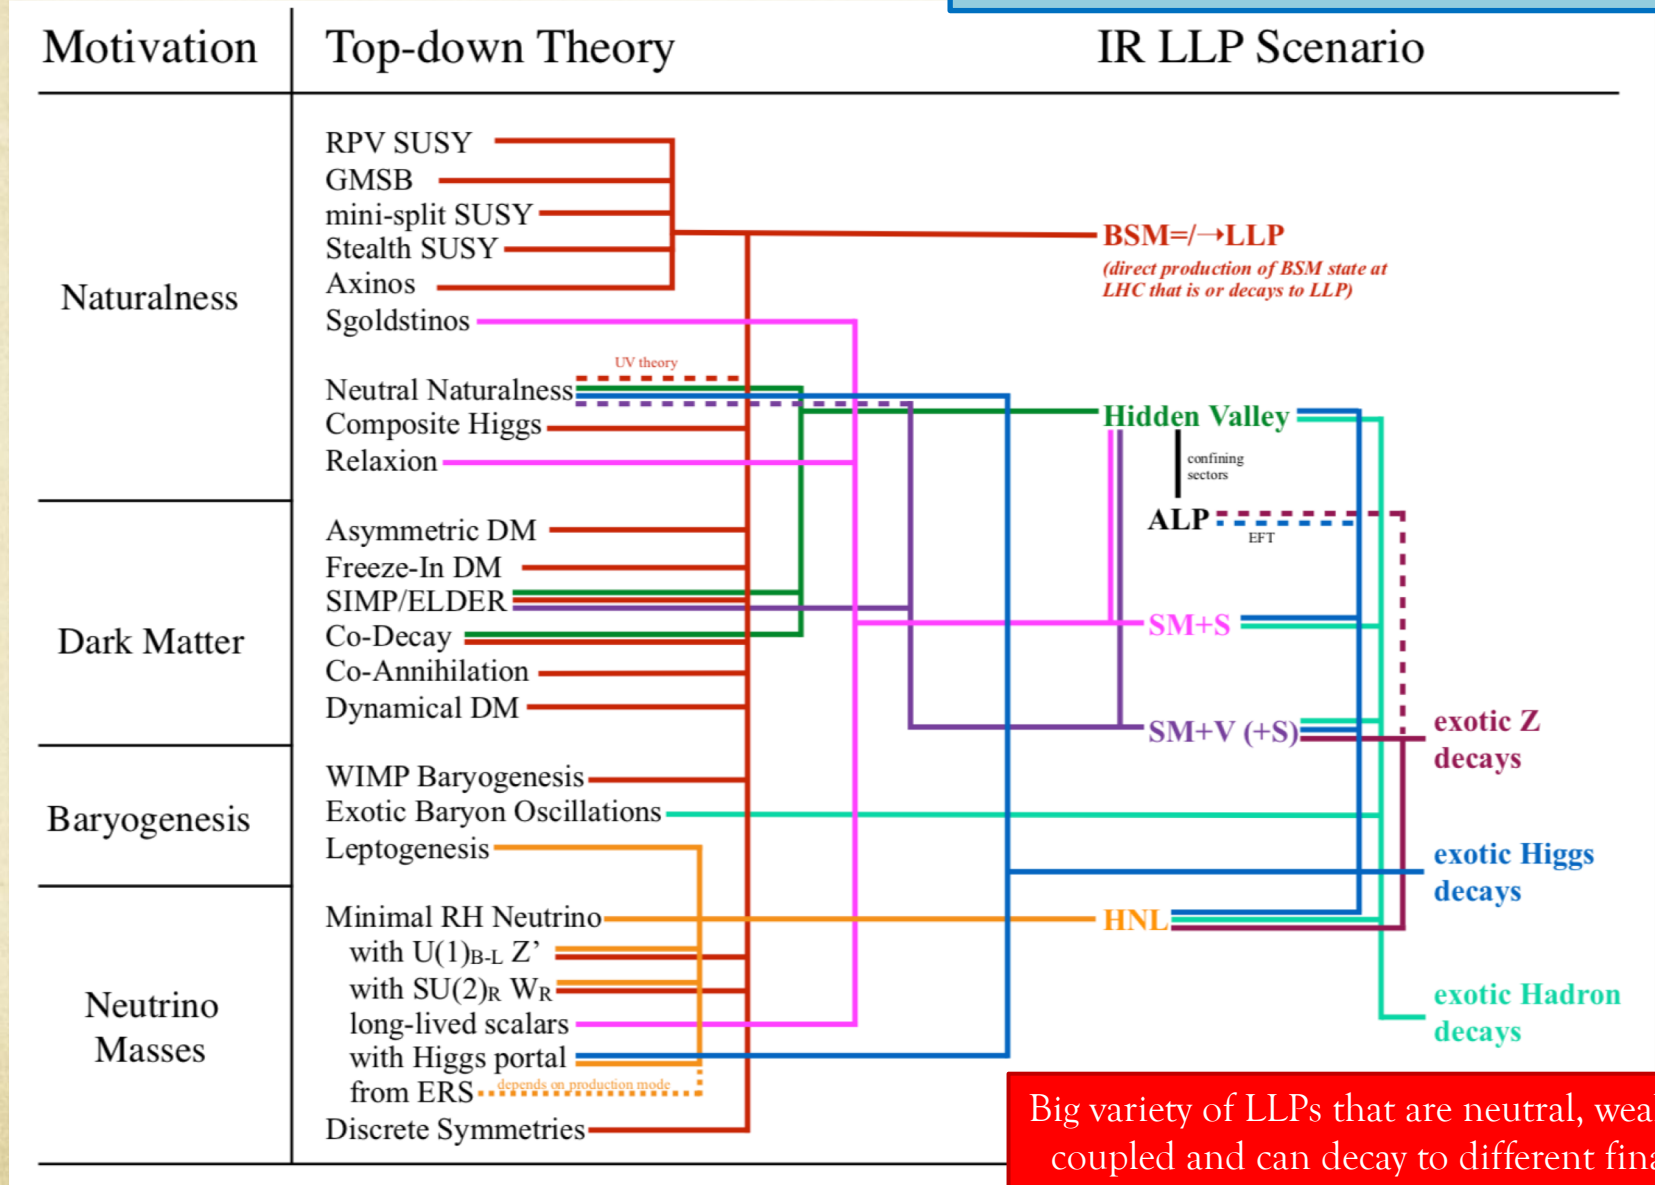 Motivation
Top-down Theory
IR LLP Scenario
Naturalness
RPV SUSY
GMSB
mini-split SUSY
Stealth SUSY
Axinos
Sgoldstinos
UV theory
Neutral Naturalness
Composite Higgs
Relaxion
BSM=/→LLP
(direct production of BSM state at
LHC that is or decays to LLP)
Hidden Valley
confining
sectors
ALP
EFT
Dark Matter
Asymmetric DM
Freeze-In DM
SIMP/ELDER
Co-Decay
Co-Annihilation
Dynamical DM
SM+S
SM+V (+S)
exotic Z
decays
Baryogenesis
WIMP Baryogenesis
Exotic Baryon Oscillations
Leptogenesis
exotic Higgs
decays
Neutrino
Masses
Minimal RH Neutrino
with U(1)B-L Z’
with SU(2)R WR
long-lived scalars
with Higgs portal
from ERS
depends on production mode
Discrete Symmetries
HNL
exotic Hadron
decays
Big variety of LLPs that are neutral,
coupled and can decay to different